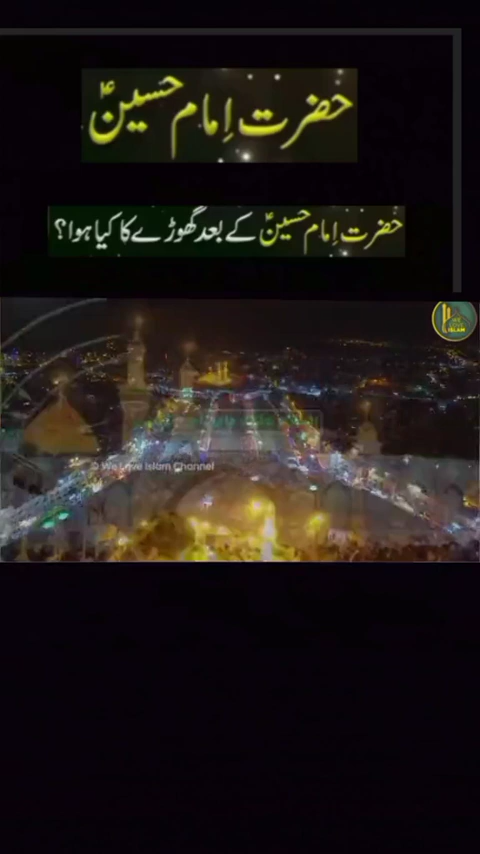 حضرت اِمام حسینؑ
حضرت اِمام حسینؑ کے بعد گھوڑے کا کیا ہوا؟
© We Love Islam Channel